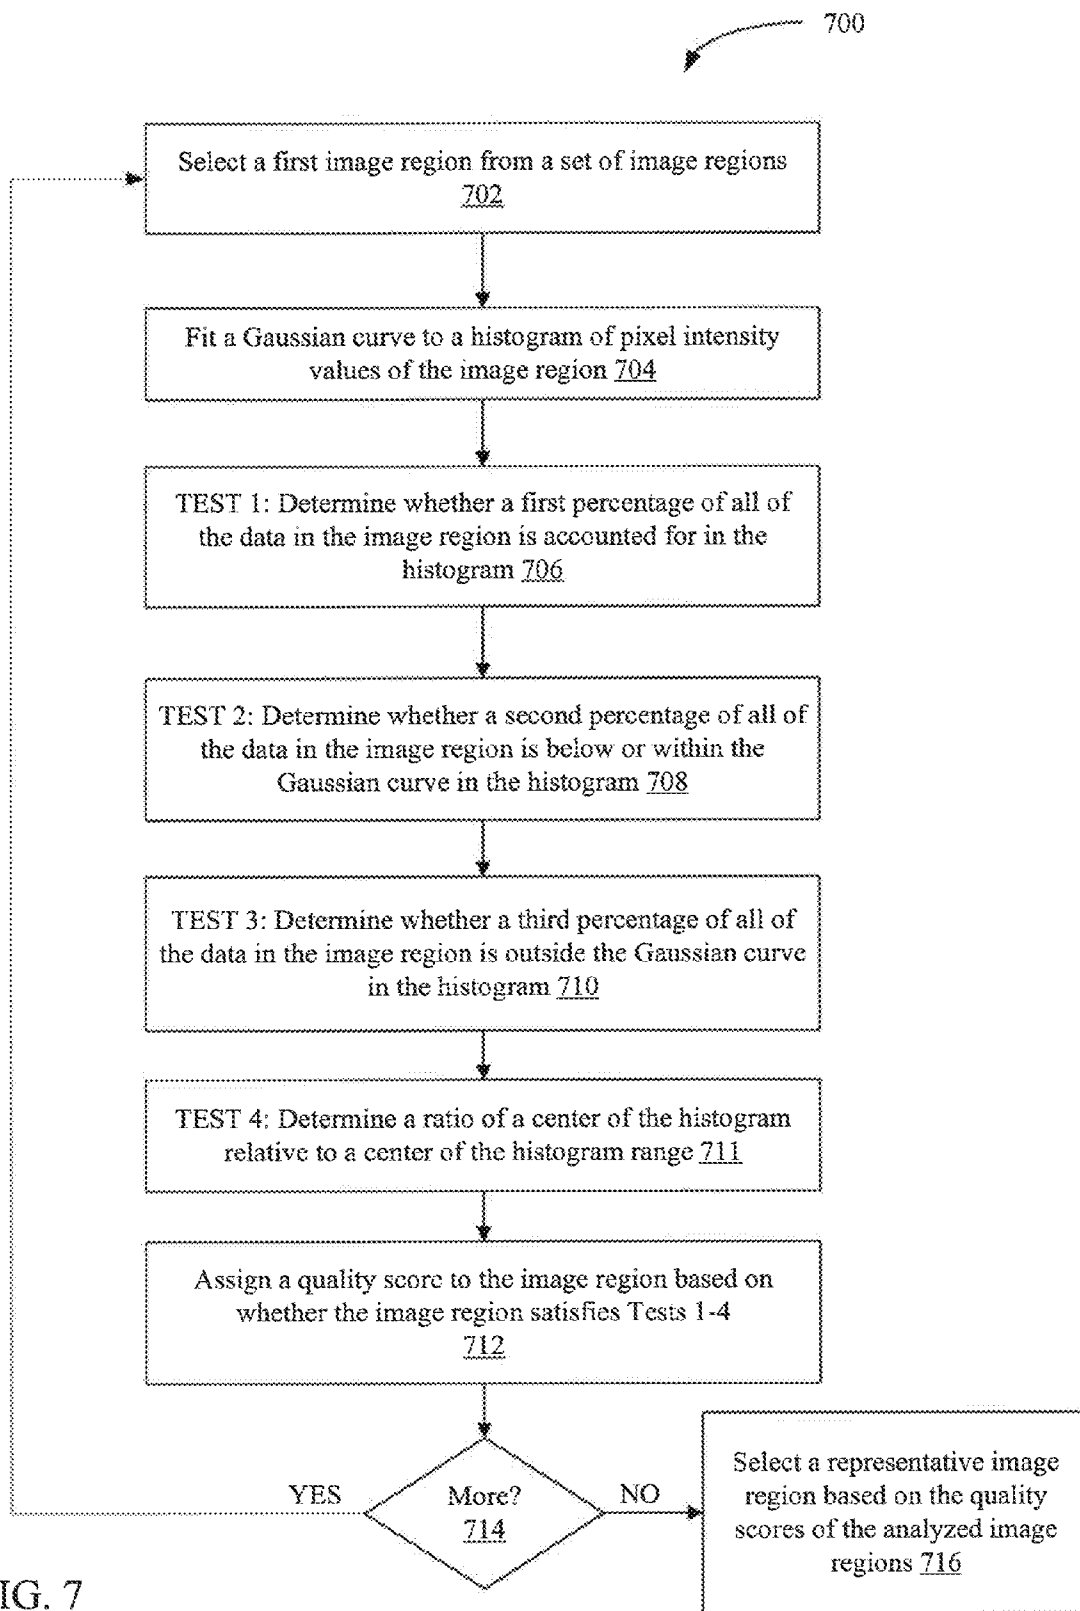 700
Select a first image region from a set of image regions
702
Fit a Gaussian curve to a histogram of pixel intensity
values of the image region 704
TEST 1: Determine whether a first percentage of all of
the data in the image region is accounted for in the
histogram 706
TEST 2: Determine whether a second percentage of all of
the data in the image region is below or within the
Gaussian curve in the histogram 708
TEST 3: Determine whether a third percentage of all of
the data in the image region is outside the Gaussian curve
in the histogram 710
TEST 4: Determine a ratio of a center of the histogram
relative to a center of the histogram range 711
Assign a quality score to the image region based on
whether the image region satisfies Tests 1-4
712
YES
More?
714
NO
Select a representative image
region based on the quality
scores of the analyzed image
regions 716
IG. 7